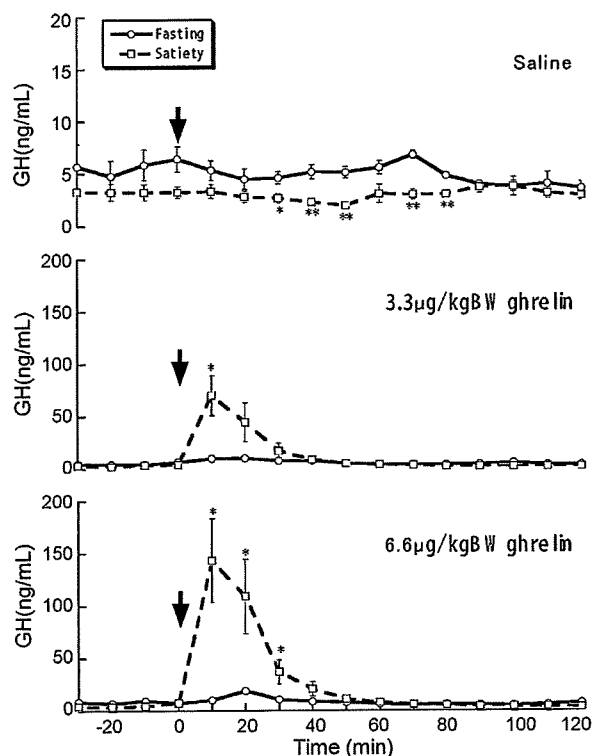 Fasting
Satiety
Saline
GH(ng/mL)
20
15
10
5
0
*
**
**
**
**
3.3µg/kgBW ghrelin
GH(ng/mL)
200
150
100
50
0
*
6.6µg/kgBW ghrelin
GH(ng/mL)
200
150
100
50
0
*
*
*
-20 0 20 40 60 80 100 120
Time (min)